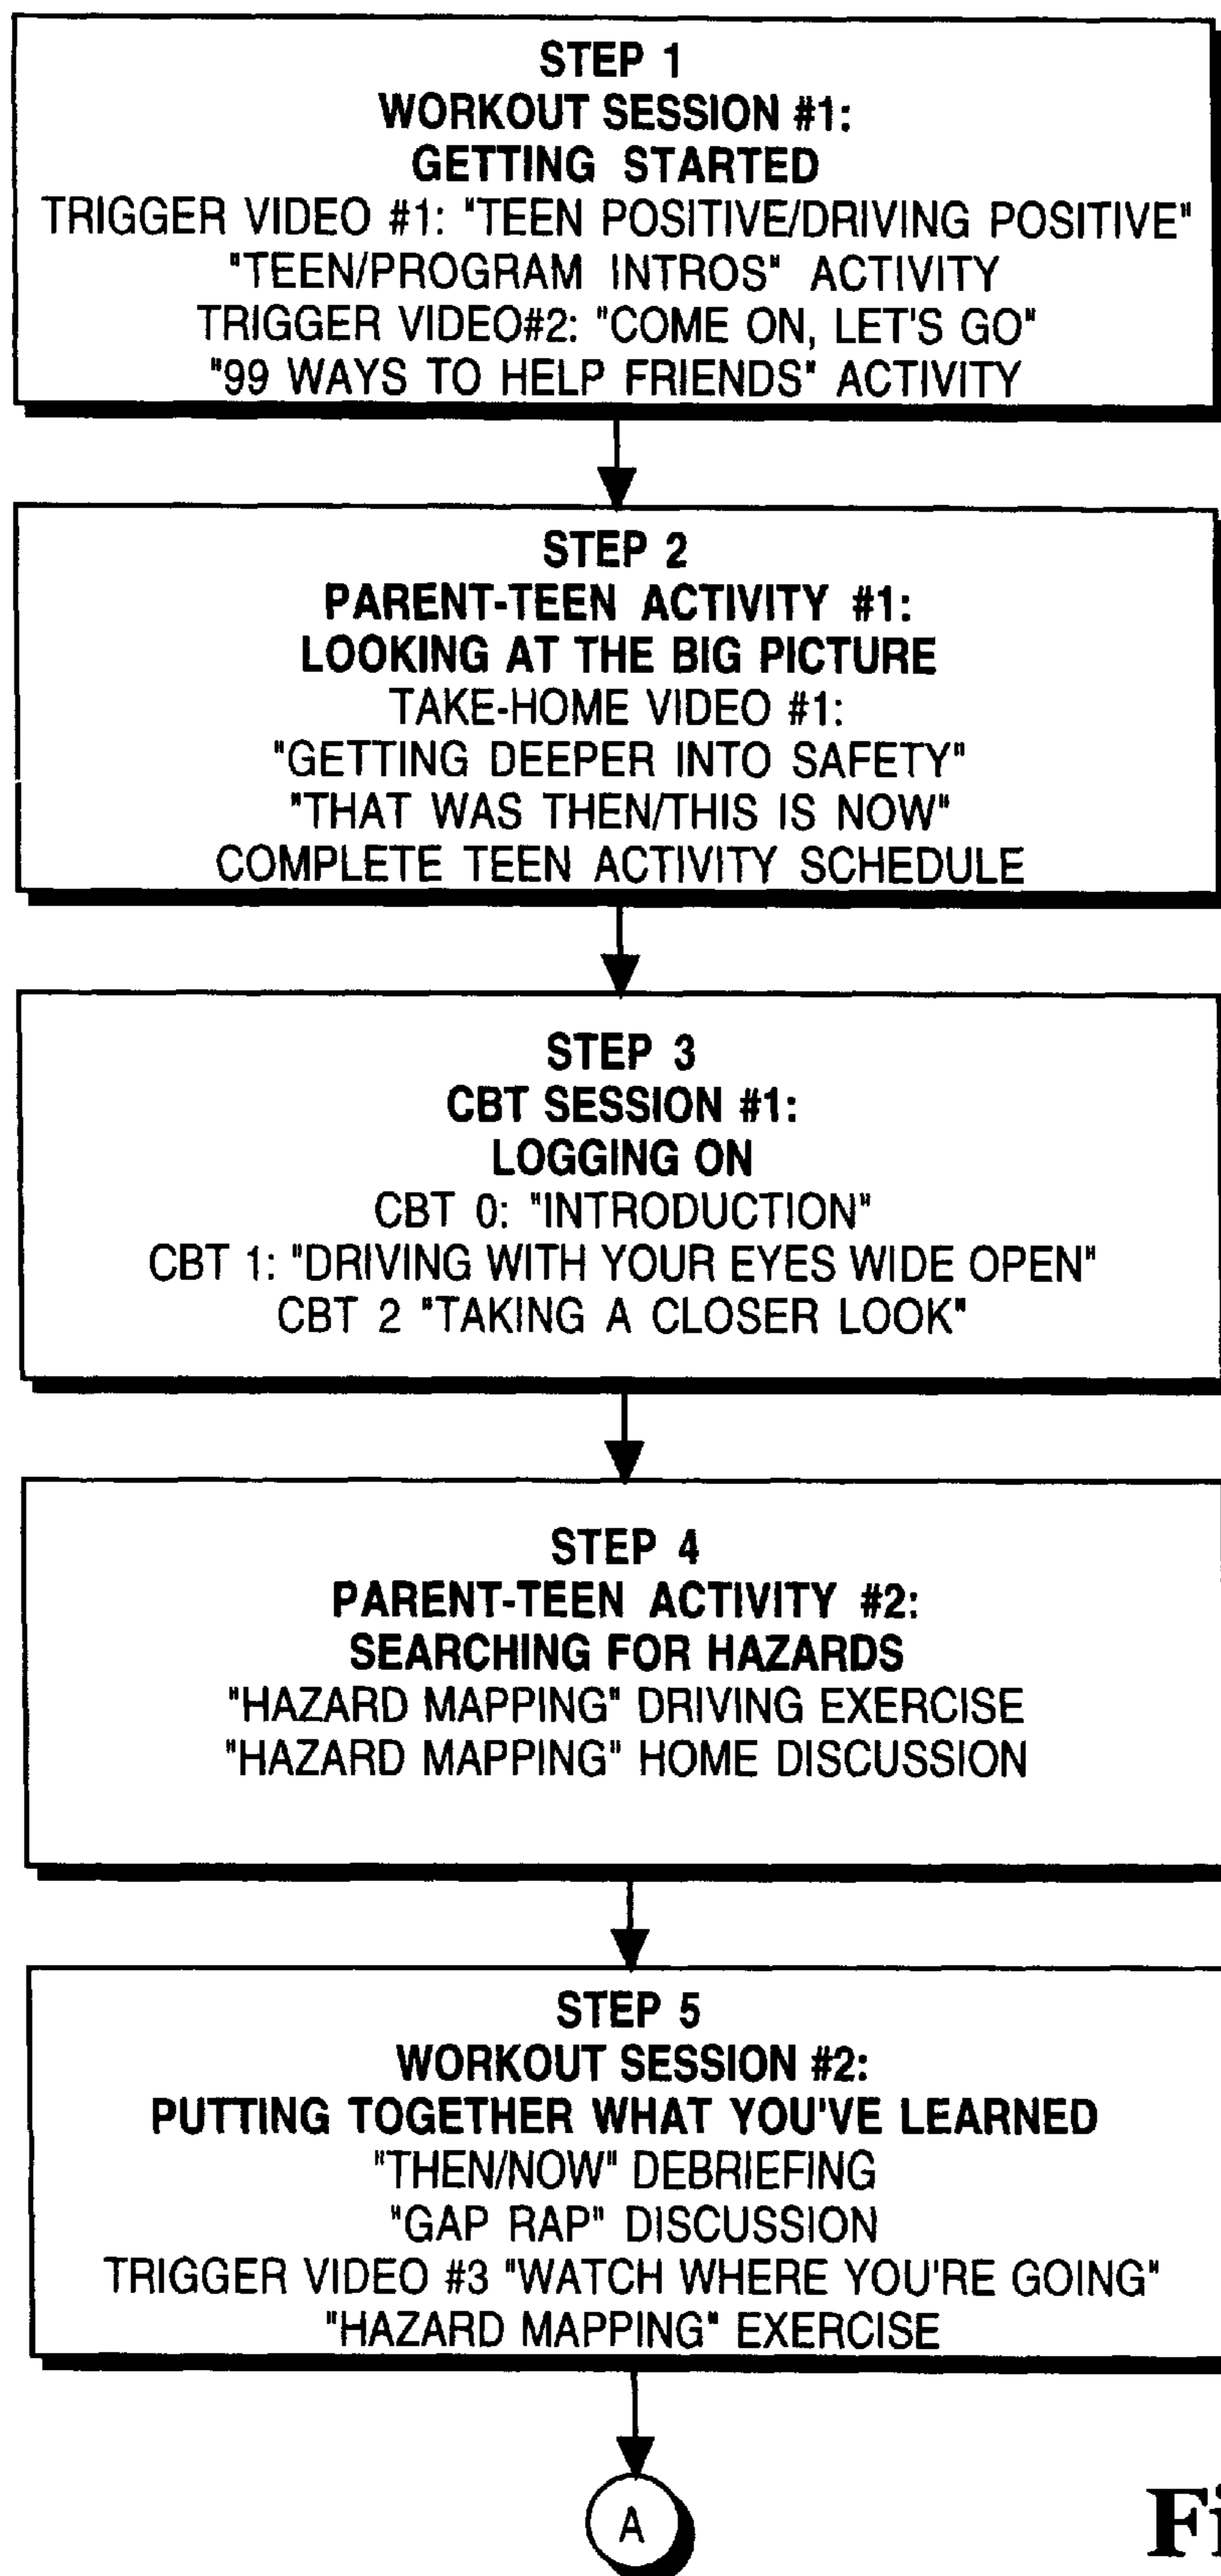 STEP 1
WORKOUT SESSION #1:
GETTING STARTED
TRIGGER VIDEO #1: "TEEN POSITIVE/DRIVING POSITIVE"
"TEEN/PROGRAM INTROS" ACTIVITY
TRIGGER VIDEO#2: "COME ON, LET'S GO"
"99 WAYS TO HELP FRIENDS" ACTIVITY
STEP 2
PARENT-TEEN ACTIVITY #1:
LOOKING AT THE BIG PICTURE
TAKE-HOME VIDEO #1:
"GETTING DEEPER INTO SAFETY"
"THAT WAS THEN/THIS IS NOW"
COMPLETE TEEN ACTIVITY SCHEDULE
STEP 3
CBT SESSION #1:
LOGGING ON
CBT 0: "INTRODUCTION"
CBT 1: "DRIVING WITH YOUR EYES WIDE OPEN"
CBT 2 "TAKING A CLOSER LOOK"
STEP 4
PARENT-TEEN ACTIVITY #2:
SEARCHING FOR HAZARDS
"HAZARD MAPPING" DRIVING EXERCISE
"HAZARD MAPPING" HOME DISCUSSION
STEP 5
WORKOUT SESSION #2:
PUTTING TOGETHER WHAT YOU'VE LEARNED
"THEN/NOW" DEBRIEFING
"GAP RAP" DISCUSSION
TRIGGER VIDEO #3 "WATCH WHERE YOU'RE GOING"
"HAZARD MAPPING" EXERCISE
A